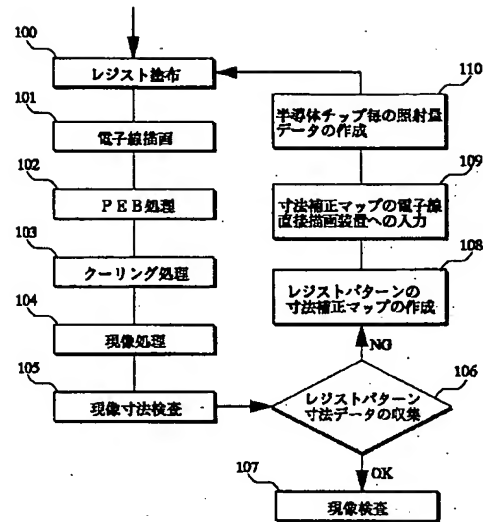 100
レジスト塗布
101
電子線描画
102
PEB処理
103
クーリング処理
104
現像処理
105
現像寸法検査
110
半導体チップ毎の照射量
データの作成
109
寸法補正マップの電子線
直接描画装置への入力
108
レジストパターンの
寸法補正マップの作成
NG
106
レジストパターン
寸法データの収集
OK
107
現像検査